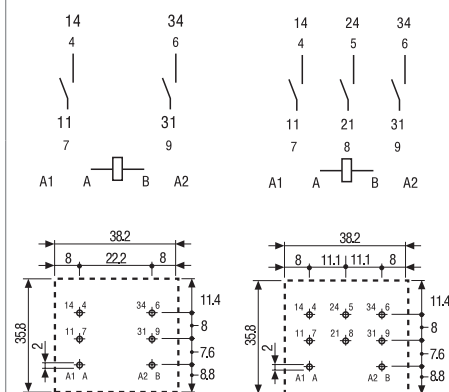 14 34
4 6
11 31
7 9
A1 A B A2
14 24 34
4 5 6
11 21 31
7 8 9
A1 A B A2
38.2
8 22,2 8
35.8
2
14 4 34 6
11 7 31 9
A1 A A2 B
11.4
8
7.6
8.8
38.2
8 11.1 11.1 8
35.8
2
14 4 24 5 34 6
11 7 21 8 31 9
A1 A A2 B
11.4
8
7.6
8.8